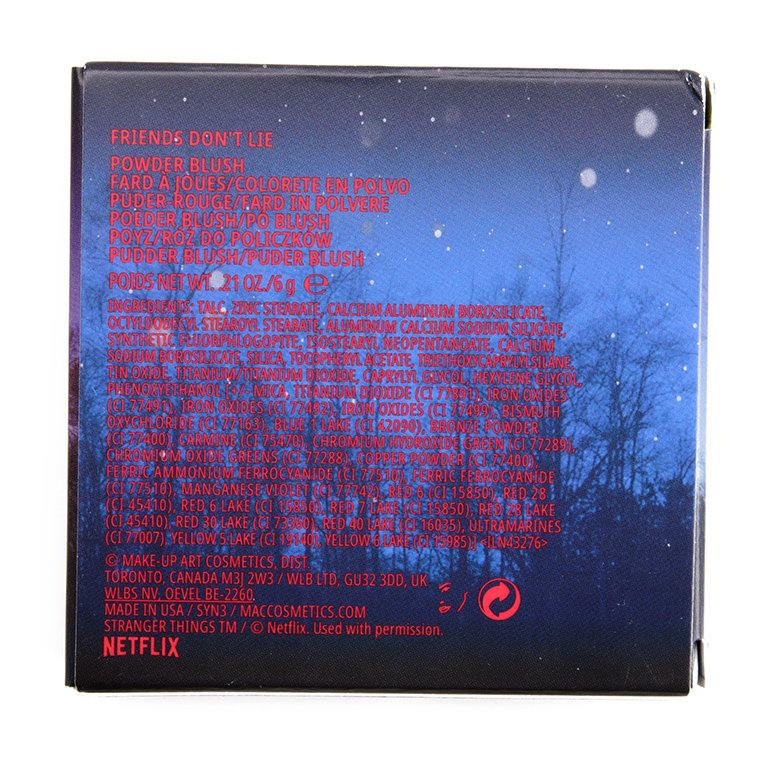 FRIENDS DON'T LIE
POWDER BLUSH
FARD À JOUES/COLORETE EN POLVO
PUDER-ROUGE/FARD IN POLVERE
POEDER BLUSH/PÓ BLUSH
РОУZ/RÓŻ DO POLICZKÓW
PUDDER BLUSH/PUDER BLUSH
POIDS NET WT. .21 OZ./6 g ℮
INGREDIENTS: TALC, ZINC STEARATE, CALCIUM ALUMINUM BOROSILICATE,
OCTYLDODECYL STEAROYL STEARATE, ALUMINUM CALCIUM SODIUM SILICATE,
SYNTHETIC FLUORPHLOGOPITE, ISOSTEARYL NEOPENTANOATE, CALCIUM
SODIUM BOROSILICATE, SILICA, TOCOPHERYL ACETATE, TRIETHOXYCAPRYLYLSILANE,
TIN OXIDE, TITANIUM/TITANIUM DIOXIDE, CAPRYLYL GLYCOL, HEXYLENE GLYCOL,
PHENOXYETHANOL [+/- MICA, TITANIUM DIOXIDE (CI 77891), IRON OXIDES
(CI 77491), IRON OXIDES (CI 77492), IRON OXIDES (CI 77499), BISMUTH
OXYCHLORIDE (CI 77163), BLUE 1 LAKE (CI 42090), BRONZE POWDER
(CI 77400), CARMINE (CI 75470), CHROMIUM HYDROXIDE GREEN (CI 77289),
CHROMIUM OXIDE GREENS (CI 77288), COPPER POWDER (CI 77400),
FERRIC AMMONIUM FERROCYANIDE (CI 77510), FERRIC FERROCYANIDE
(CI 77510), MANGANESE VIOLET (CI 77742), RED 6 (CI 15850), RED 28
(CI 45410), RED 6 LAKE (CI 15850), RED 7 LAKE (CI 15850), RED 28 LAKE
(CI 45410), RED 30 LAKE (CI 73360), RED 40 LAKE (CI 16035), ULTRAMARINES
(CI 77007), YELLOW 5 LAKE (CI 19140), YELLOW 6 LAKE (CI 15985)] <ILN43276>
© MAKE-UP ART COSMETICS, DIST.
TORONTO, CANADA M3J 2W3 / WLB LTD, GU32 3DD, UK
WLBS NV, OEVEL BE-2260.
MADE IN USA / SYN3 / MACCOSMETICS.COM
STRANGER THINGS TM / © Netflix. Used with permission.
NETFLIX